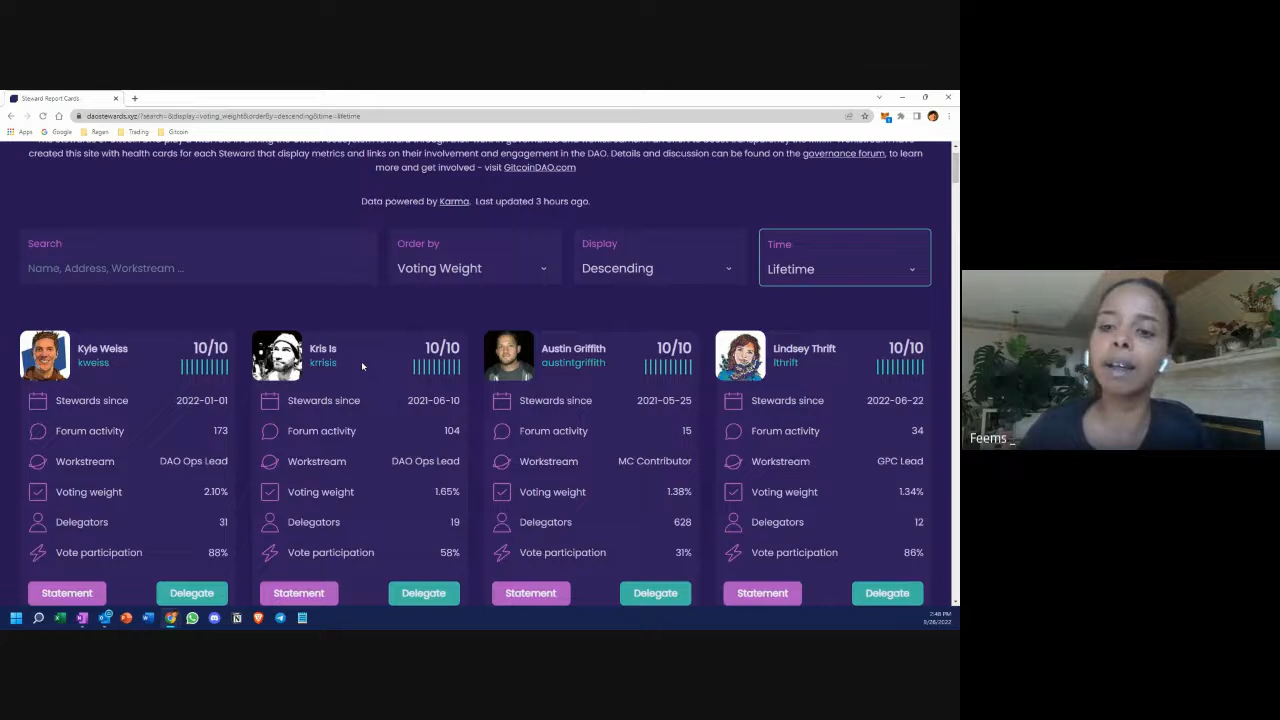 Steward Report Cards
daostewards.xyz/?search=&display=voting_weight&orderBy=descending&time=lifetime
Apps Google Regen Trading Gitcoin
created this site with health cards for each Steward that display metrics and links on their involvement and engagement in the DAO. Details and discussion can be found on the governance forum, to learn
more and get involved - visit GitcoinDAO.com
Data powered by Karma. Last updated 3 hours ago.
Search
Name, Address, Workstream ...
Order by
Voting Weight
Display
Descending
Time
Lifetime
Kyle Weiss 10/10
kweiss
Stewards since 2022-01-01
Forum activity 173
Workstream DAO Ops Lead
Voting weight 2.10%
Delegators 31
Vote participation 88%
Statement Delegate
Kris Is 10/10
krrisis
Stewards since 2021-06-10
Forum activity 104
Workstream DAO Ops Lead
Voting weight 1.65%
Delegators 19
Vote participation 58%
Statement Delegate
Austin Griffith 10/10
austintgriffith
Stewards since 2021-05-25
Forum activity 15
Workstream MC Contributor
Voting weight 1.38%
Delegators 628
Vote participation 31%
Statement Delegate
Lindsey Thrift 10/10
lthrift
Stewards since 2022-06-22
Forum activity 34
Workstream GPC Lead
Voting weight 1.34%
Delegators 12
Vote participation 86%
Statement Delegate
Feems _
2:48 PM